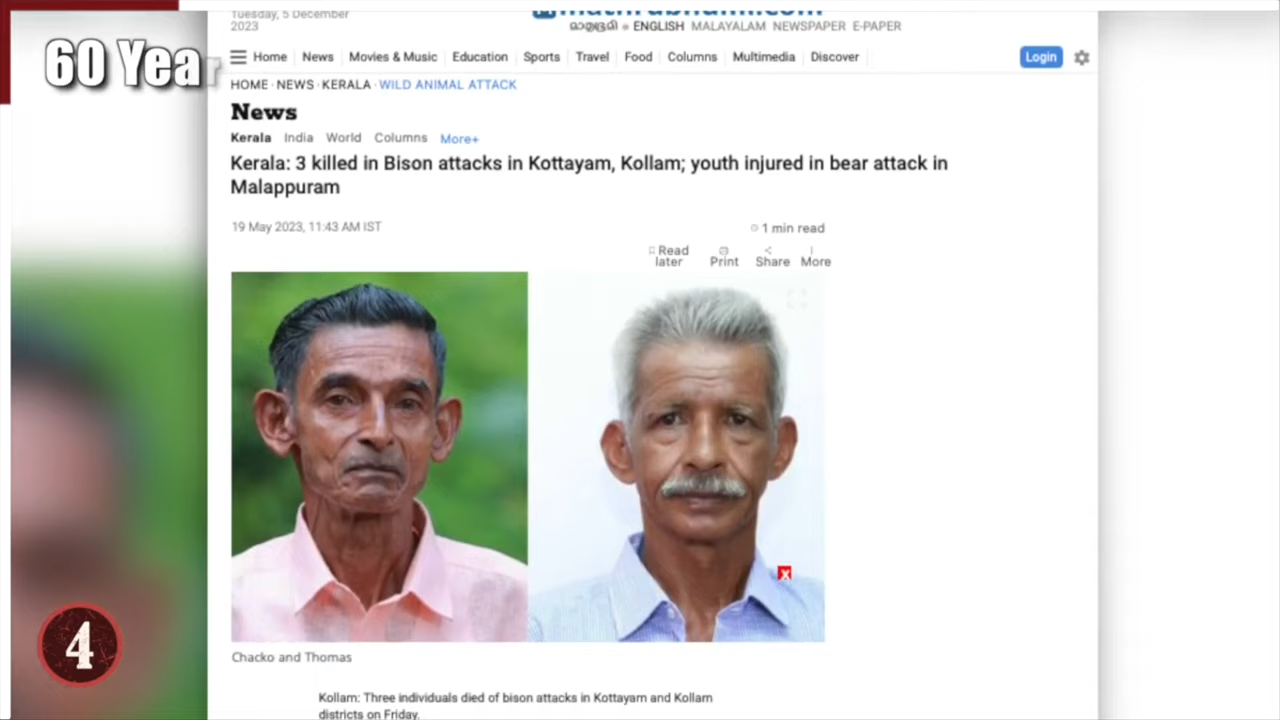 Tuesday, 5 December
2023
mathrubhumi.com
ENGLISH MALAYALAM NEWSPAPER E-PAPER
60 Year
Home News Movies & Music Education Sports Travel Food Columns Multimedia Discover Login
HOME · NEWS · KERALA · WILD ANIMAL ATTACK
News
Kerala India World Columns More+
Kerala: 3 killed in Bison attacks in Kottayam, Kollam; youth injured in bear attack in
Malappuram
19 May 2023, 11:43 AM IST
1 min read
Read
later Print Share More
X
Chacko and Thomas
4
Kollam: Three individuals died of bison attacks in Kottayam and Kollam
districts on Friday.